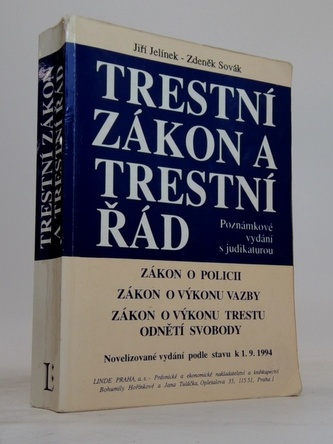 Jiří Jelínek - Zdeněk Sovák
TRESTNÍ
ZÁKON A
TRESTNÍ
ŘÁD
Poznámkové
vydání
s judikaturou
ZÁKON O POLICII
ZÁKON O VÝKONU VAZBY
ZÁKON O VÝKONU TRESTU
ODNĚTÍ SVOBODY
Novelizované vydání podle stavu k 1. 9. 1994
LINDE PRAHA, a. s. - Právnické a ekonomické nakladatelství a knihkupectví
Bohumily Hořínkové a Jana Tuláčka, Opletalova 35, 115 51, Praha 1
TRESTNÍ ZÁKON
A TRESTNÍ ŘÁD
L